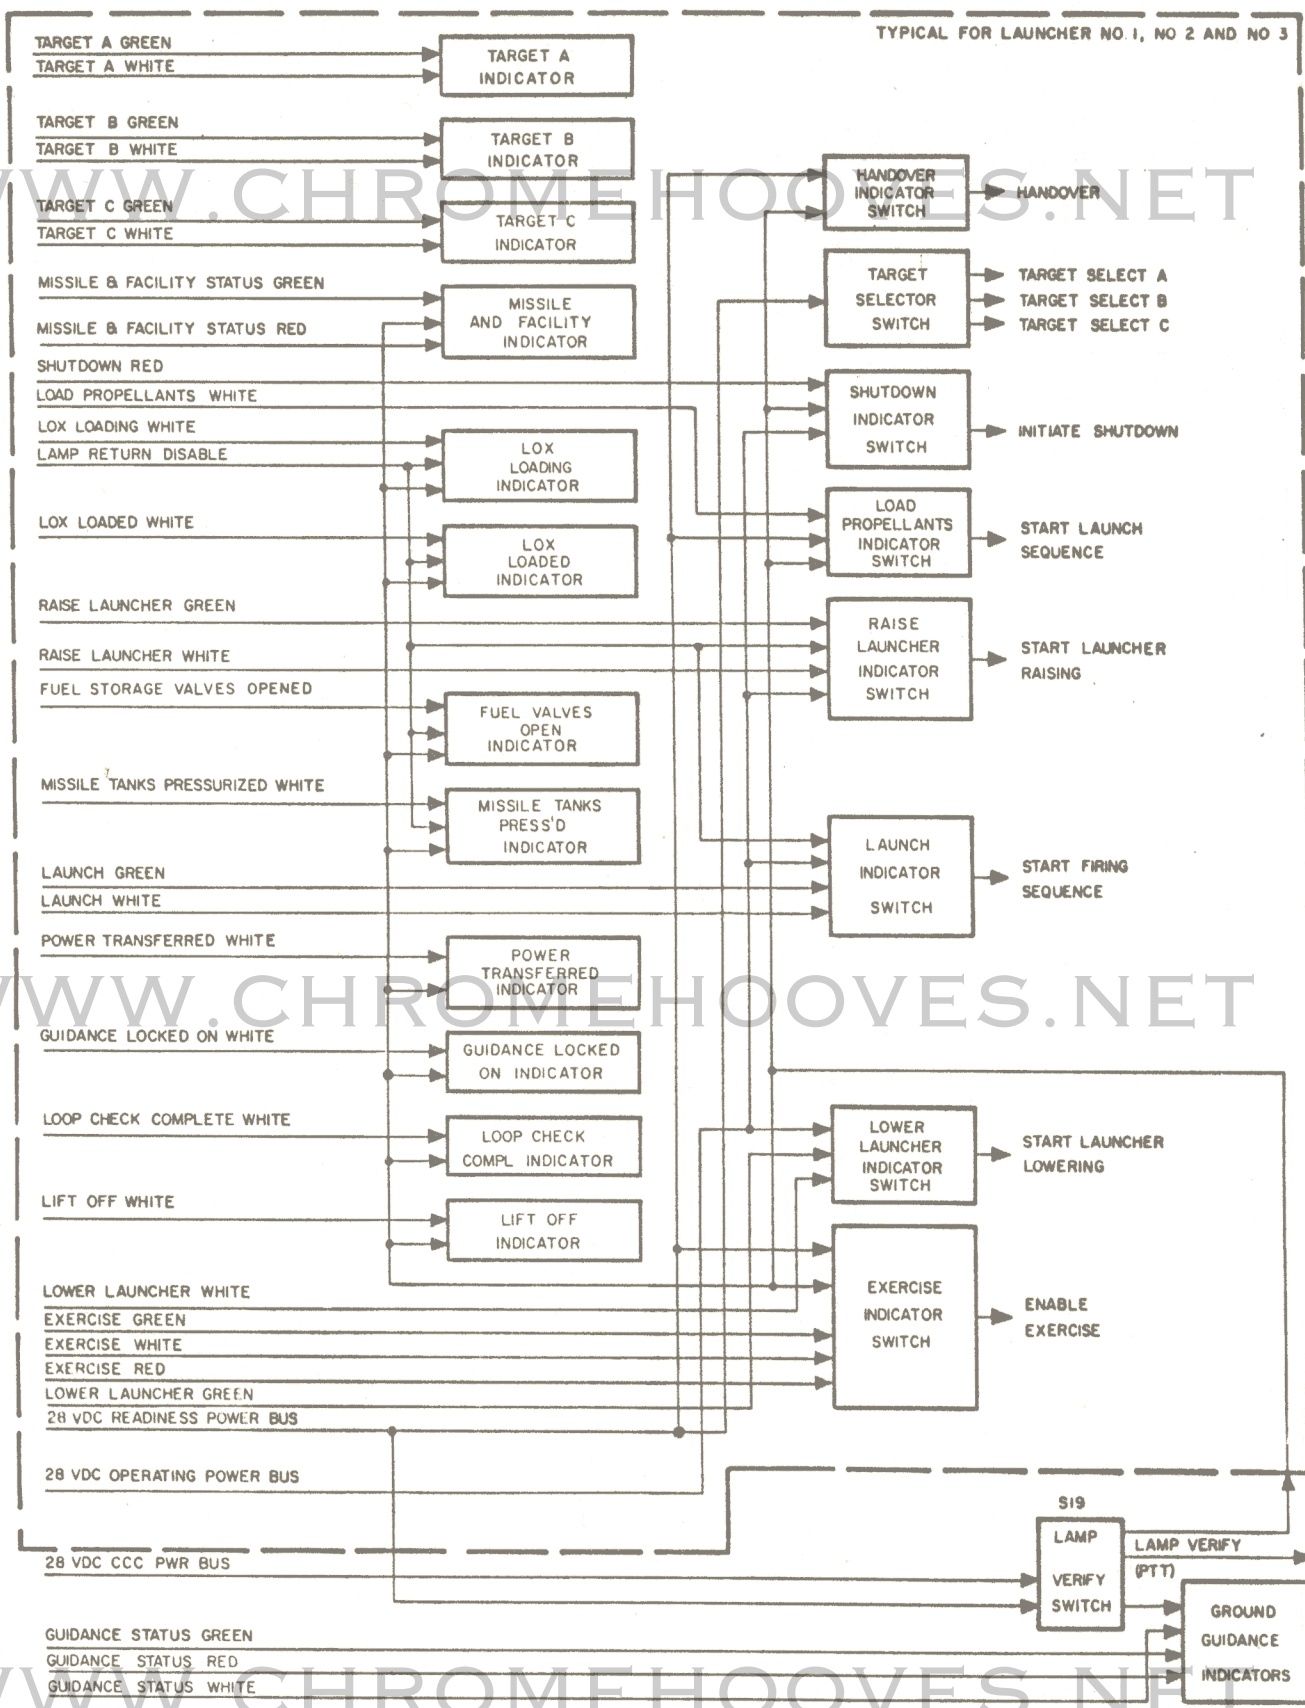 TYPICAL FOR LAUNCHER NO. 1, NO 2 AND NO 3
TARGET A GREEN
TARGET A WHITE
TARGET A
INDICATOR
TARGET B GREEN
TARGET B WHITE
TARGET B
INDICATOR
WWW.CHROMEHOOVES.NET
TARGET C GREEN
TARGET C WHITE
TARGET C
INDICATOR
HANDOVER
INDICATOR
SWITCH
HANDOVER
MISSILE & FACILITY STATUS GREEN
MISSILE & FACILITY STATUS RED
MISSILE
AND FACILITY
INDICATOR
TARGET
SELECTOR
SWITCH
TARGET SELECT A
TARGET SELECT B
TARGET SELECT C
SHUTDOWN RED
LOAD PROPELLANTS WHITE
SHUTDOWN
INDICATOR
SWITCH
INITIATE SHUTDOWN
LOX LOADING WHITE
LAMP RETURN DISABLE
LOX
LOADING
INDICATOR
LOX LOADED WHITE
LOX
LOADED
INDICATOR
LOAD
PROPELLANTS
INDICATOR
SWITCH
START LAUNCH
SEQUENCE
RAISE LAUNCHER GREEN
RAISE LAUNCHER WHITE
RAISE
LAUNCHER
INDICATOR
SWITCH
START LAUNCHER
RAISING
FUEL STORAGE VALVES OPENED
FUEL VALVES
OPEN
INDICATOR
MISSILE TANKS PRESSURIZED WHITE
MISSILE TANKS
PRESS'D
INDICATOR
LAUNCH GREEN
LAUNCH WHITE
LAUNCH
INDICATOR
SWITCH
START FIRING
SEQUENCE
POWER TRANSFERRED WHITE
POWER
TRANSFERRED
INDICATOR
WWW.CHROMEHOOVES.NET
GUIDANCE LOCKED ON WHITE
GUIDANCE LOCKED
ON INDICATOR
LOOP CHECK COMPLETE WHITE
LOOP CHECK
COMPL INDICATOR
LOWER
LAUNCHER
INDICATOR
SWITCH
START LAUNCHER
LOWERING
LIFT OFF WHITE
LIFT OFF
INDICATOR
LOWER LAUNCHER WHITE
EXERCISE GREEN
EXERCISE WHITE
EXERCISE RED
LOWER LAUNCHER GREEN
28 VDC READINESS POWER BUS
EXERCISE
INDICATOR
SWITCH
ENABLE
EXERCISE
28 VDC OPERATING POWER BUS
S19
LAMP
VERIFY
SWITCH
LAMP VERIFY
(PTT)
28 VDC CCC PWR BUS
GUIDANCE STATUS GREEN
GUIDANCE STATUS RED
GUIDANCE STATUS WHITE
GROUND
GUIDANCE
INDICATORS
WWW.CHROMEHOOVES.NET